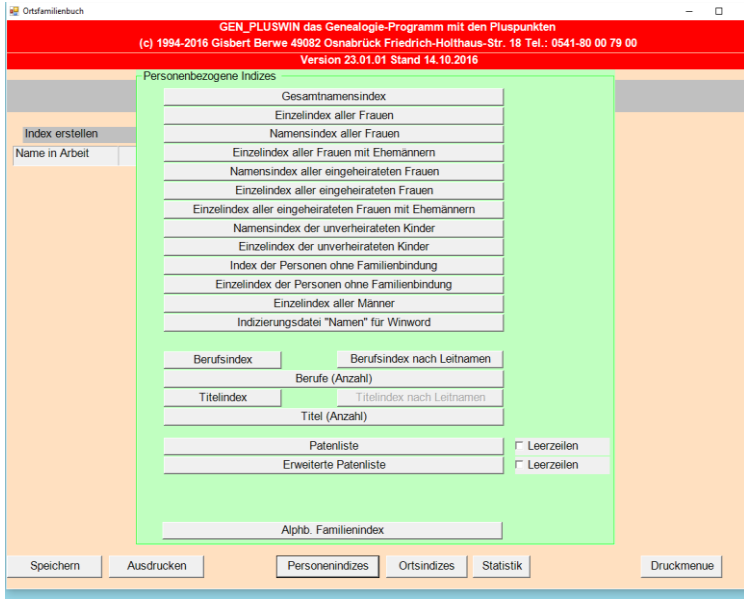 Ortsfamilienbuch
GEN_PLUSWIN das Genealogie-Programm mit den Pluspunkten
(c) 1994-2016 Gisbert Berwe 49082 Osnabrück Friedrich-Holthaus-Str. 18 Tel.: 0541-80 00 79 00
Version 23.01.01 Stand 14.10.2016
Personenbezogene Indizes
Gesamtnamensindex
Einzelindex aller Frauen
Index erstellen
Namensindex aller Frauen
Name in Arbeit
Einzelindex aller Frauen mit Ehemännern
Namensindex aller eingeheirateten Frauen
Einzelindex aller eingeheirateten Frauen
Einzelindex aller eingeheirateten Frauen mit Ehemännern
Namensindex der unverheirateten Kinder
Einzelindex der unverheirateten Kinder
Index der Personen ohne Familienbindung
Einzelindex der Personen ohne Familienbindung
Einzelindex aller Männer
Indizierungsdatei "Namen" für Winword
Berufsindex
Berufsindex nach Leitnamen
Berufe (Anzahl)
Titelindex
Titelindex nach Leitnamen
Titel (Anzahl)
Patenliste
Leerzeilen
Erweiterte Patenliste
Leerzeilen
Alphb. Familienindex
Speichern
Ausdrucken
Personenindizes
Ortsindizes
Statistik
Druckmenue